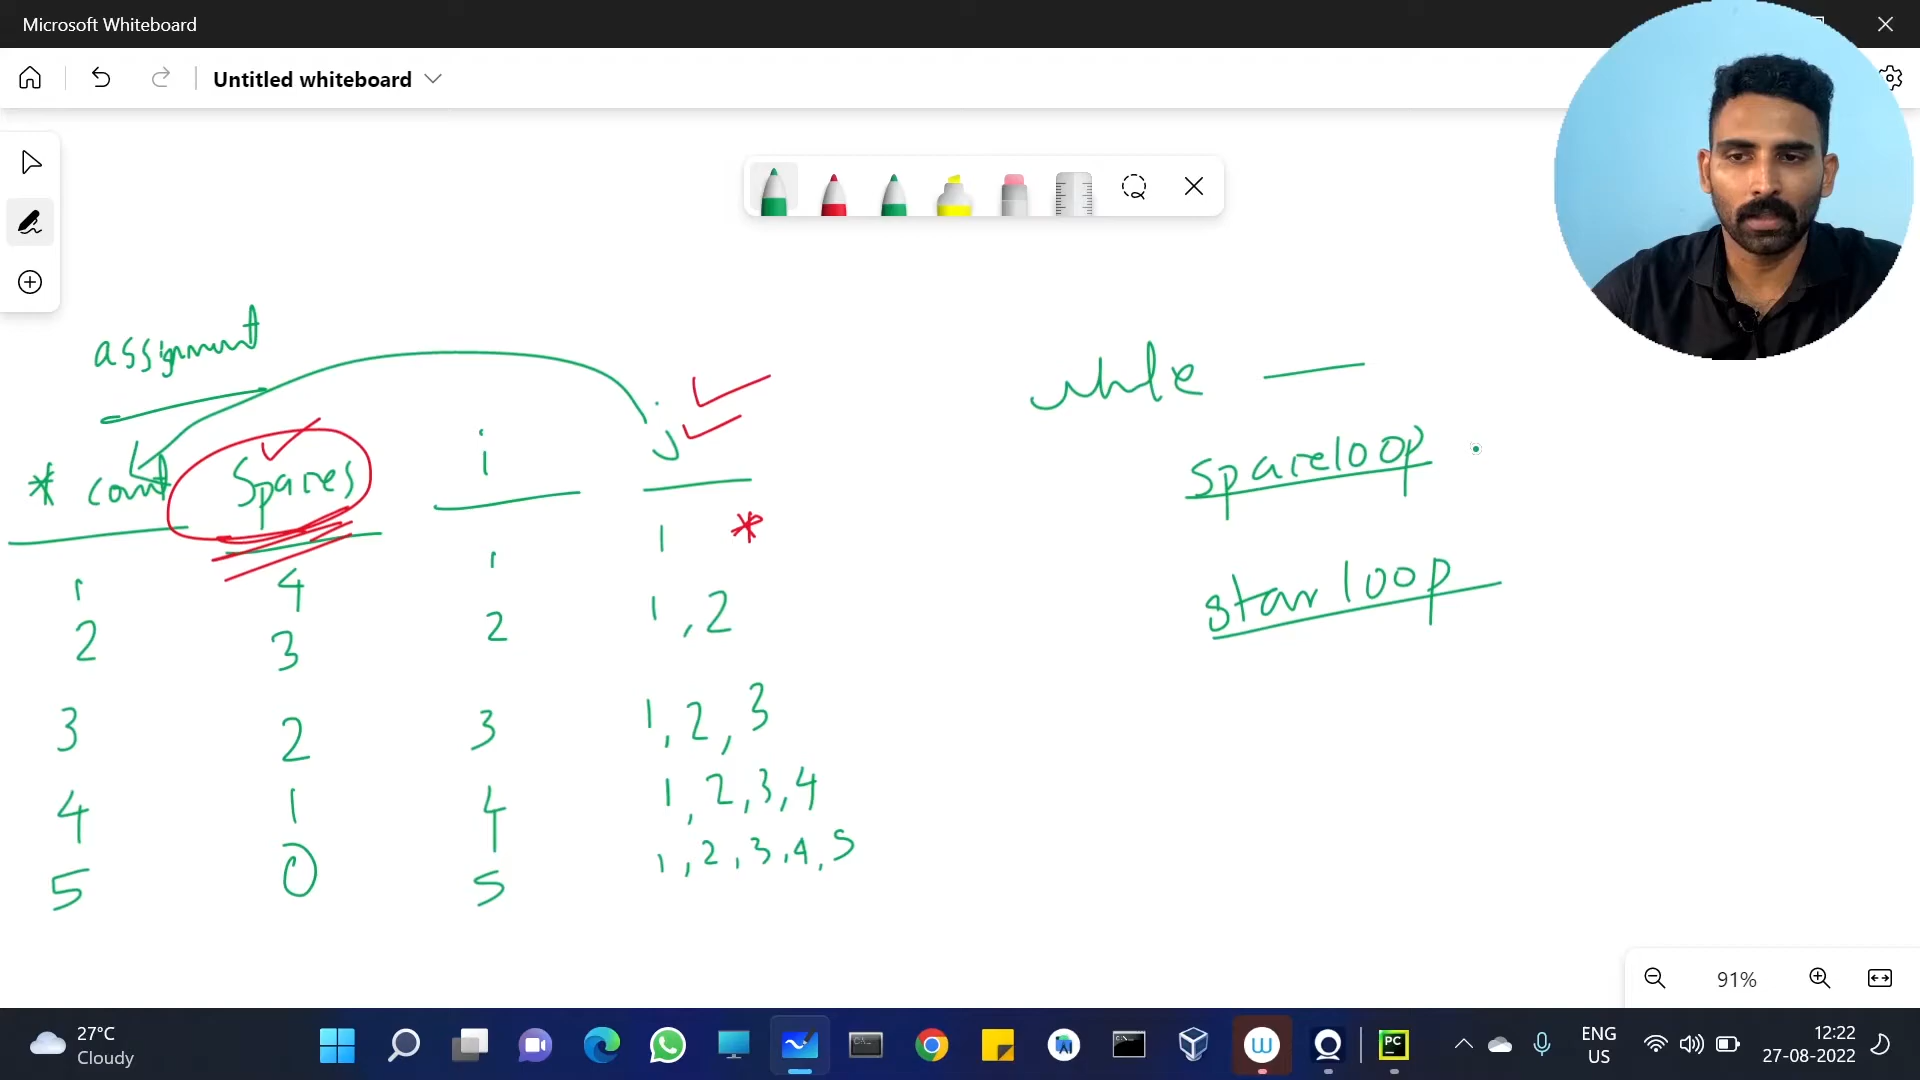 Microsoft Whiteboard
Untitled whiteboard
assignment
* count Spaces i j
1 4 1 1 *
2 3 2 1, 2
3 2 3 1, 2, 3
4 1 4 1, 2, 3, 4
5 0 5 1, 2, 3, 4, 5
while
spaceloop
star loop
91%
27°C
Cloudy
PC
ENG
US
12:22
27-08-2022